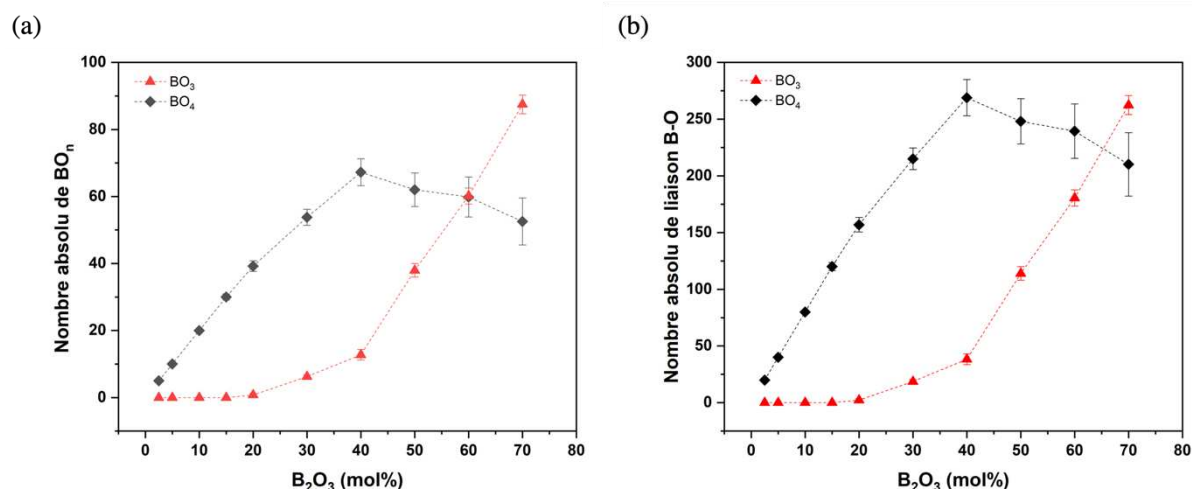 (a)
BO₃
BO₄
Nombre absolu de BOₙ
100
80
60
40
20
0
0 10 20 30 40 50 60 70 80
B₂O₃ (mol%)
(b)
BO₃
BO₄
Nombre absolu de liaison B-O
300
250
200
150
100
50
0
0 10 20 30 40 50 60 70 80
B₂O₃ (mol%)